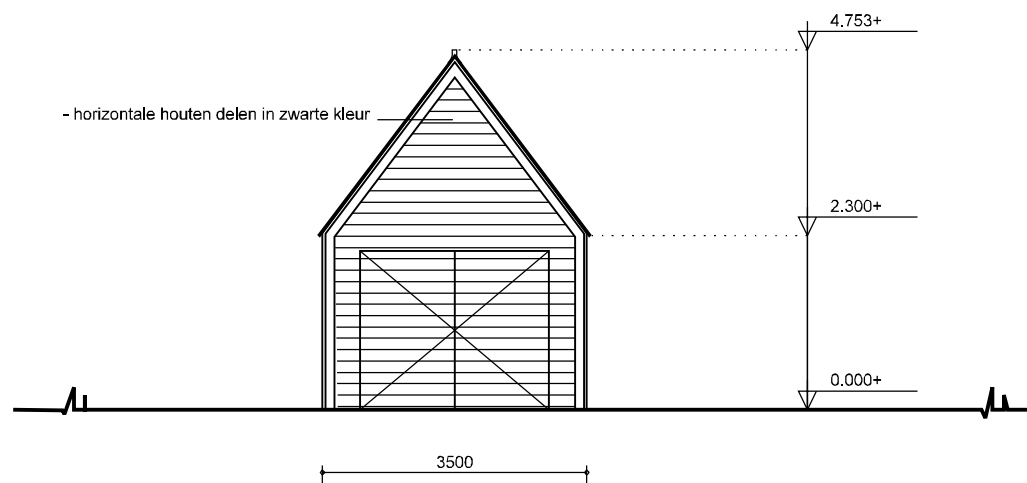 4.753+
- horizontale houten delen in zwarte kleur
2.300+
0.000+
3500